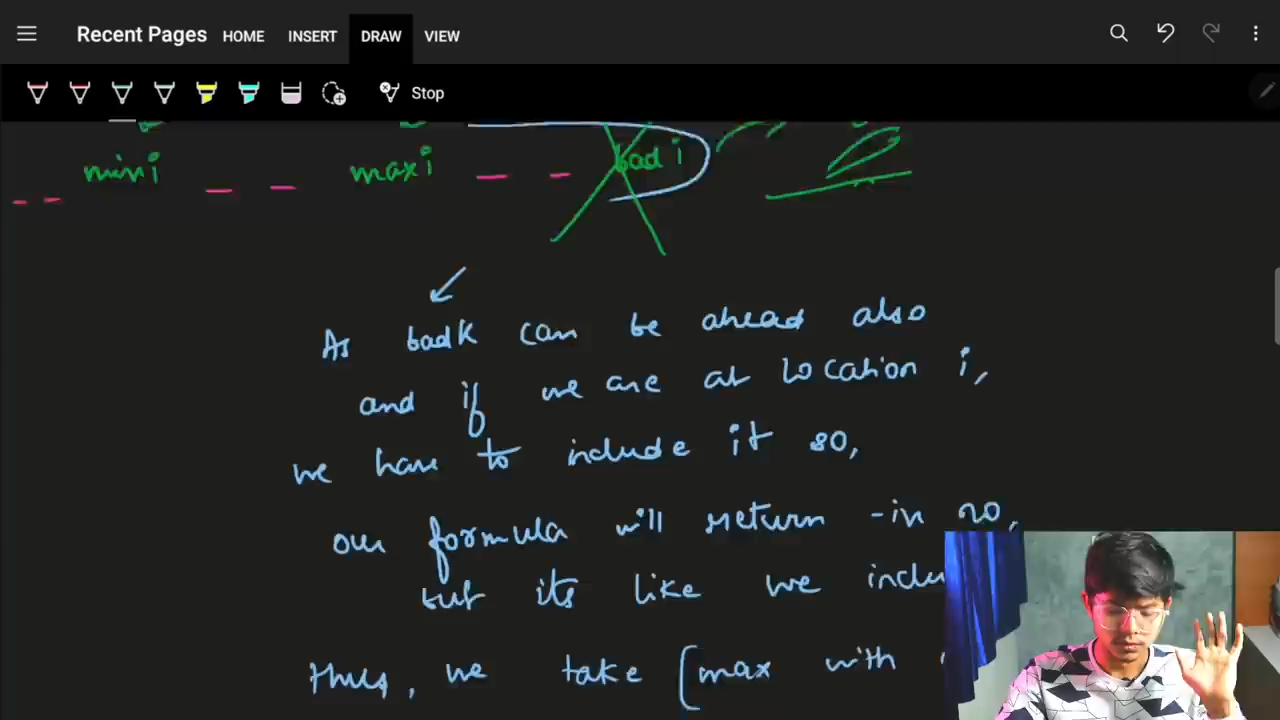 Recent Pages HOME INSERT DRAW VIEW
Stop
mini maxi bad i
As badk can be ahead also
and if we are at location i,
we have to include it so,
our formula will return -in no,
but its like we inclu
thus, we take (max with